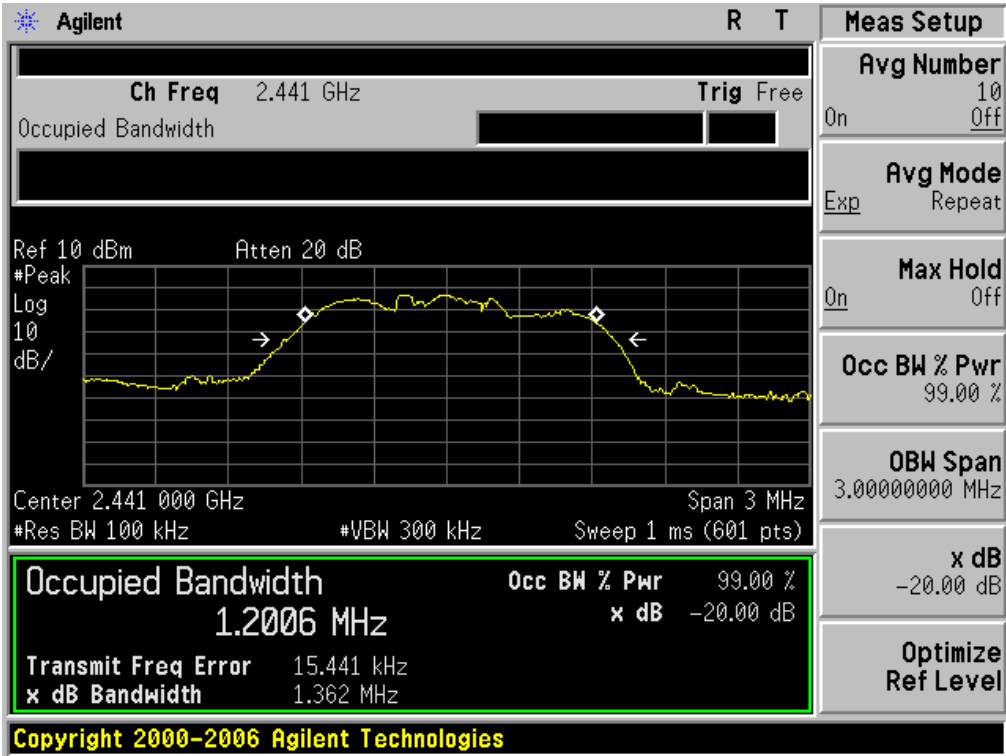 Agilent R T
Ch Freq 2.441 GHz Trig Free
Occupied Bandwidth
Ref 10 dBm Atten 20 dB
#Peak
Log
10
dB/
Center 2.441 000 GHz Span 3 MHz
#Res BW 100 kHz #VBW 300 kHz Sweep 1 ms (601 pts)
Occupied Bandwidth
1.2006 MHz
Occ BW % Pwr 99.00 %
x dB -20.00 dB
Transmit Freq Error 15.441 kHz
x dB Bandwidth 1.362 MHz
Copyright 2000-2006 Agilent Technologies
Meas Setup
Avg Number
10
On Off
Avg Mode
Exp Repeat
Max Hold
On Off
Occ BW % Pwr
99.00 %
OBW Span
3.00000000 MHz
x dB
-20.00 dB
Optimize
Ref Level